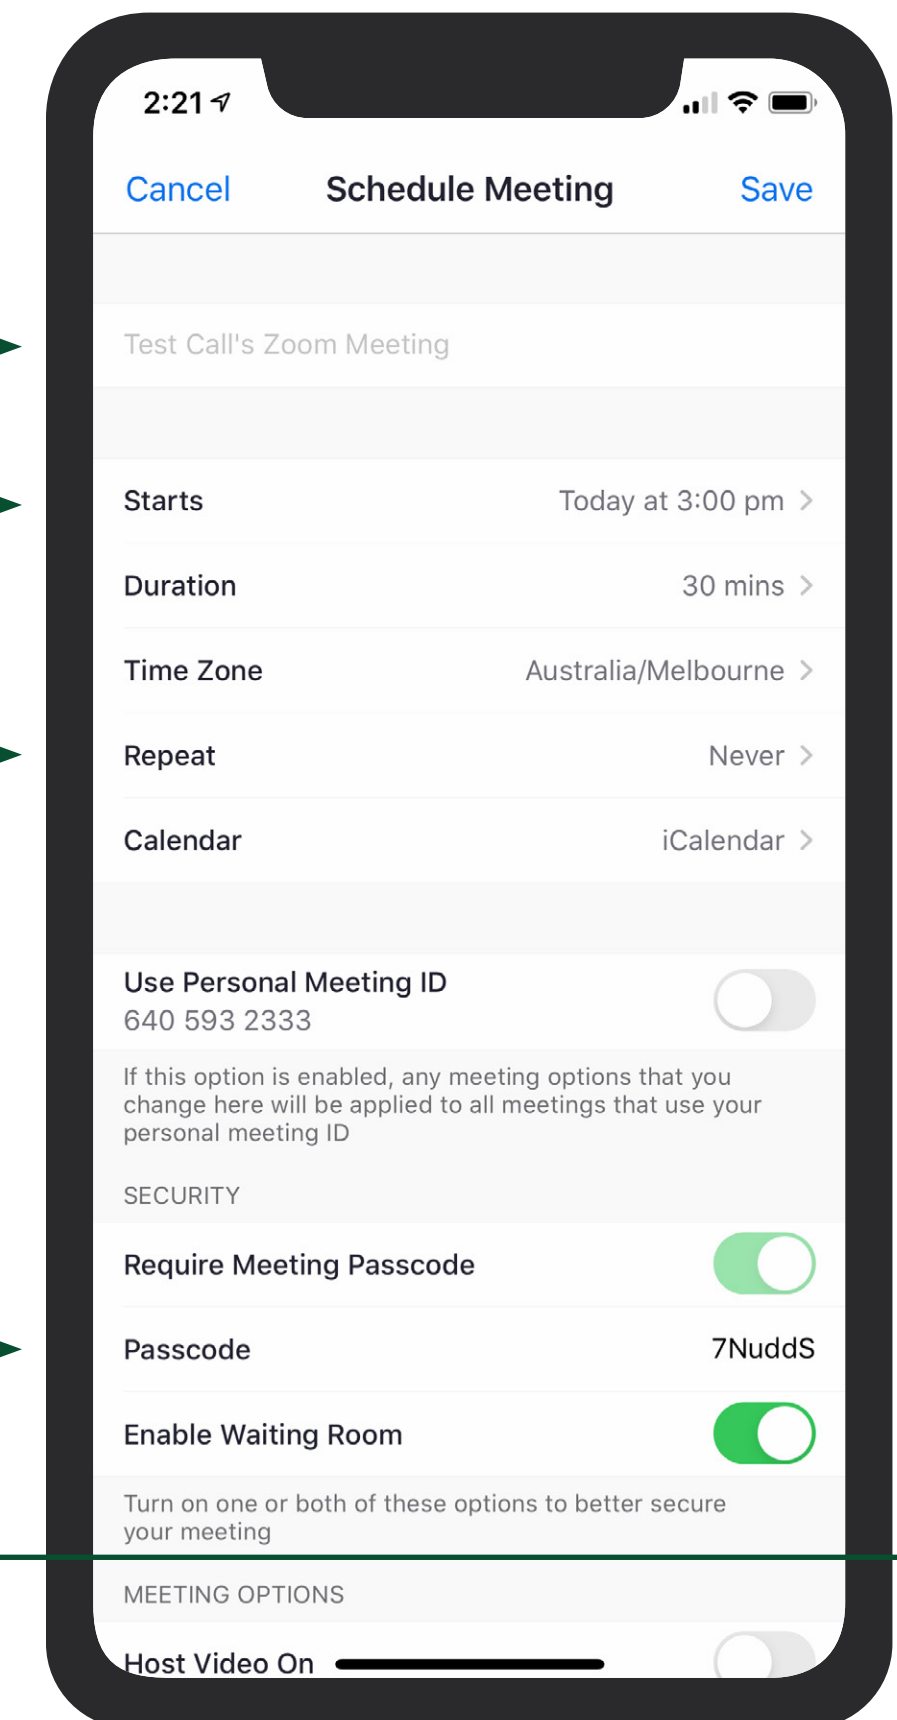 2:21
Cancel Schedule Meeting Save
Test Call's Zoom Meeting
Starts Today at 3:00 pm
Duration 30 mins
Time Zone Australia/Melbourne
Repeat Never
Calendar iCalendar
Use Personal Meeting ID
640 593 2333
If this option is enabled, any meeting options that you
change here will be applied to all meetings that use your
personal meeting ID
SECURITY
Require Meeting Passcode
Passcode 7NuddS
Enable Waiting Room
Turn on one or both of these options to better secure
your meeting
MEETING OPTIONS
Host Video On